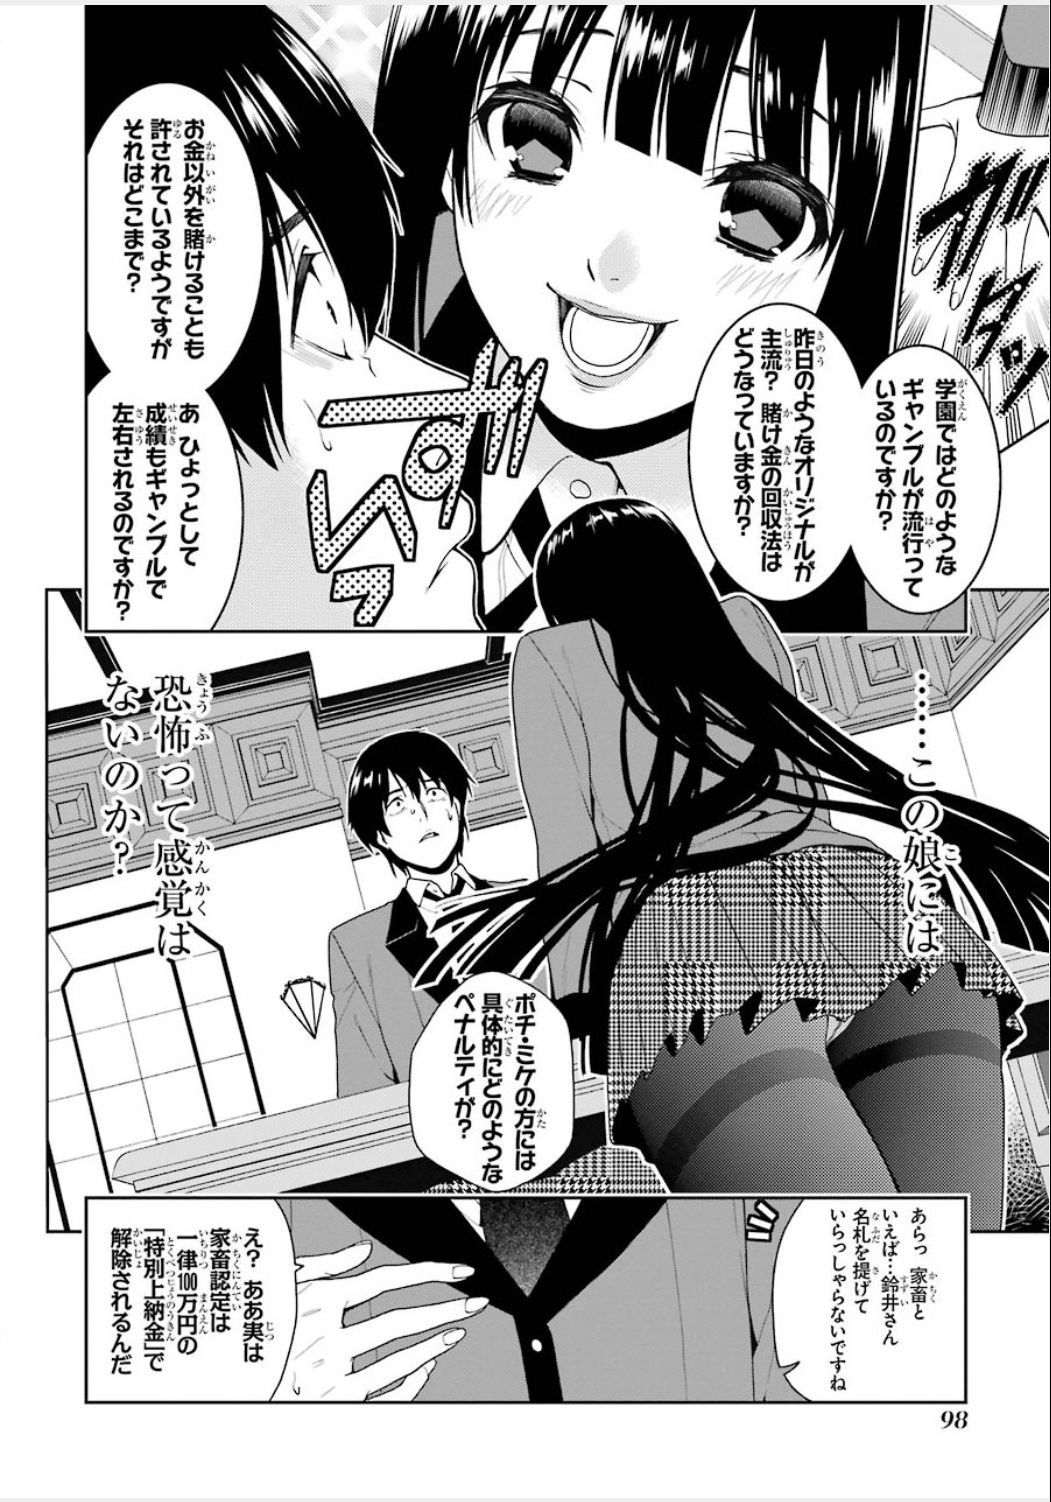 ガタン
学園ではどのような
ギャンブルが流行って
いるのですか?
昨日のようなオリジナルが
主流? 賭け金の回収法は
どうなっていますか?
お金以外を賭けることも
許されているようですが
それはどこまで?
あ ひょっとして
成績もギャンブルで
左右されるのですか?
ずいっ
……この娘には
恐怖って感覚は
ないのか?
ポチ・ミケの方には
具体的にどのような
ペナルティが?
あらっ 家畜と
いえば…鈴井さん
名札を提げて
いらっしゃらないですね
え? ああ実は
家畜認定は
一律100万円の
「特別上納金」で
解除されるんだ
98